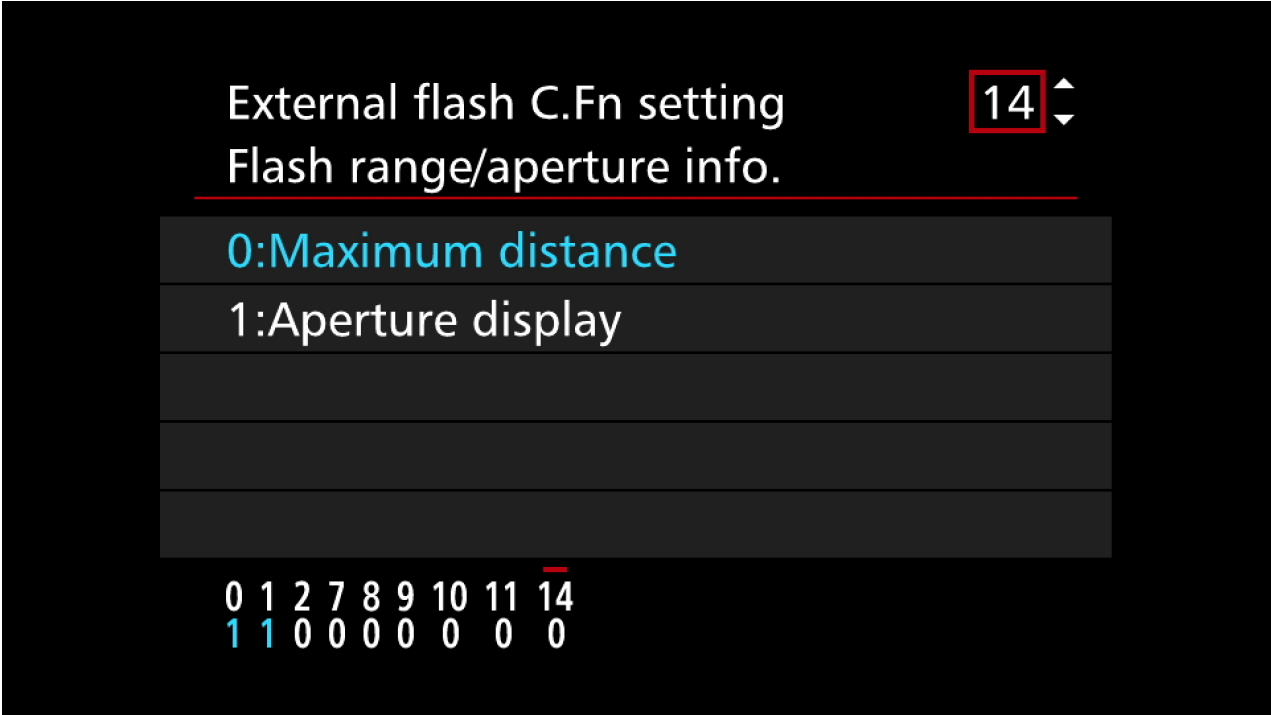 External flash C.Fn setting 14
Flash range/aperture info.
0:Maximum distance
1:Aperture display
0 1 2 7 8 9 10 11 14
1 1 0 0 0 0 0 0 0